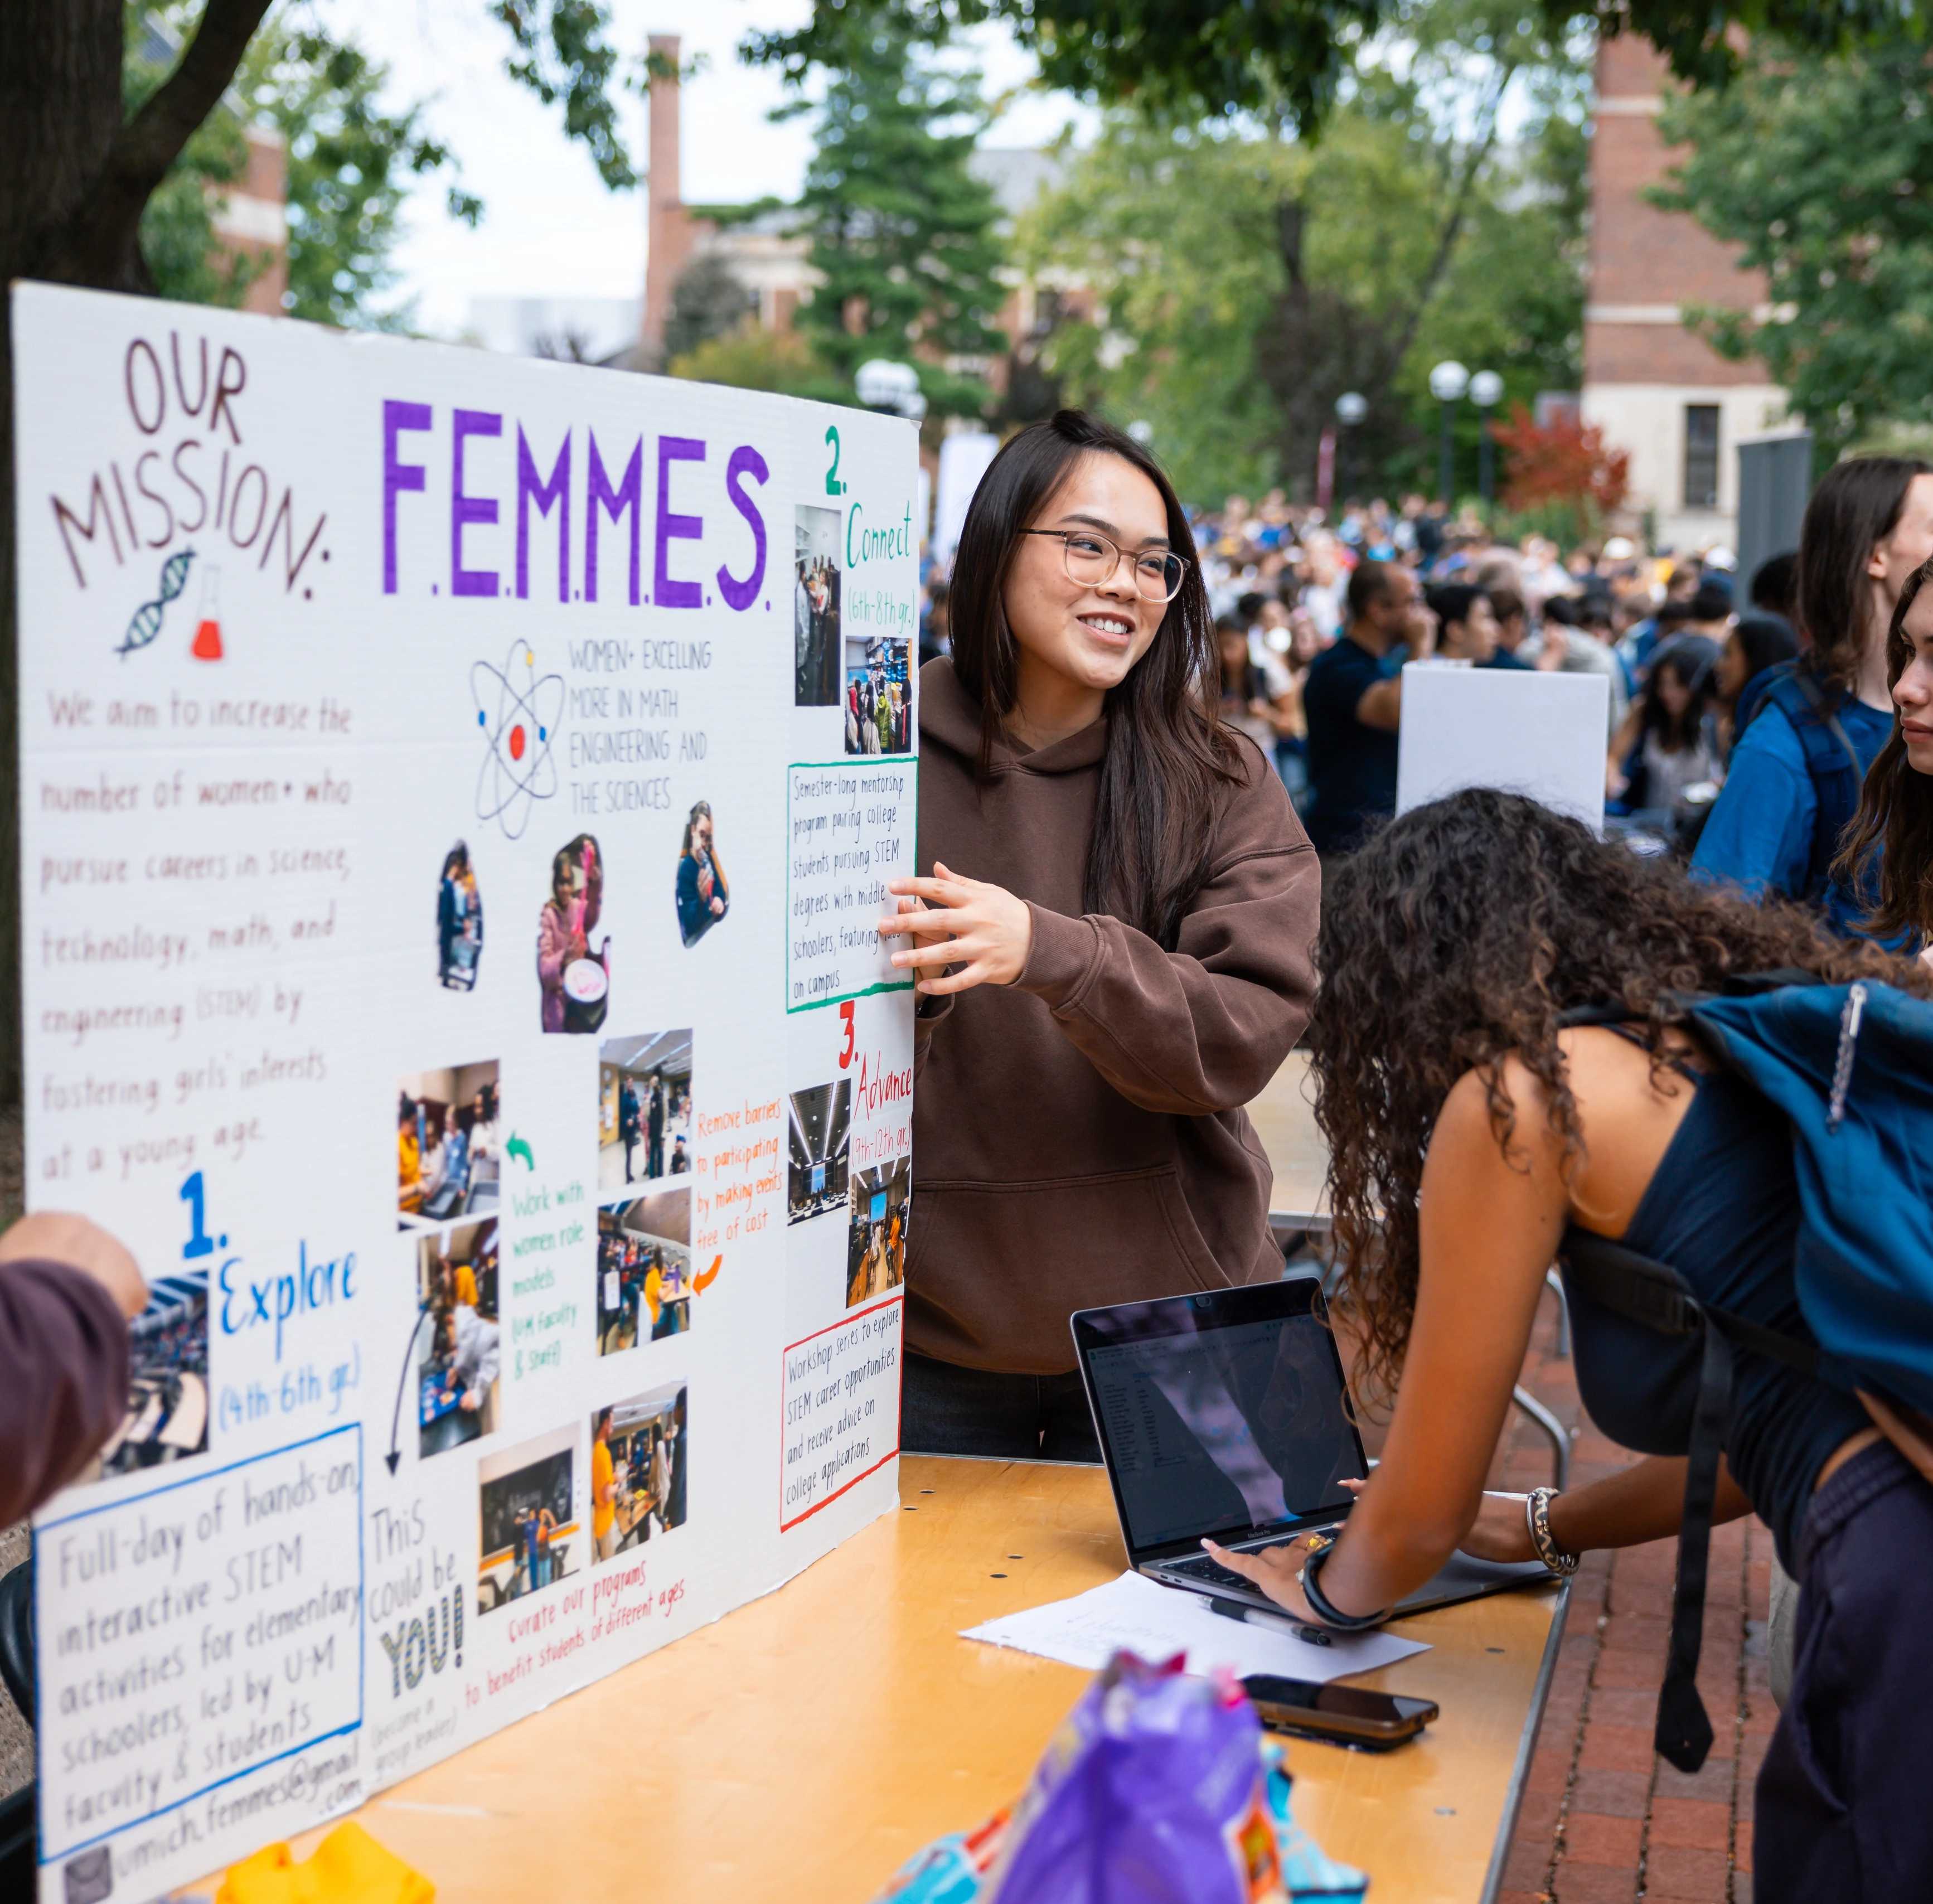 OUR
MISSION:
We aim to increase the
number of women+ who
pursue careers in science,
technology, math, and
engineering (STEM) by
fostering girls' interests
at a young age.
1.
Explore
(4th-6th gr.)
Full-day of hands-on,
interactive STEM
activities for elementary
schoolers, led by U-M
faculty & students
umich.femmes@gmail
.com
F.E.M.M.E.S.
WOMEN+ EXCELLING
MORE IN MATH
ENGINEERING AND
THE SCIENCES
Work with
women role
models
(U-M faculty
& staff)
Remove barriers
to participating
by making events
free of cost
This
could be
YOU!
(become a
group leader)
Curate our programs
to benefit students of different ages
2.
Connect
(6th-8th gr.)
Semester-long mentorship
program pairing college
students pursuing STEM
degrees with middle
schoolers, featuring
on campus
3.
Advance
(9th-12th gr.)
Workshop series to explore
STEM career opportunities
and receive advice on
college applications
MacBook Pro